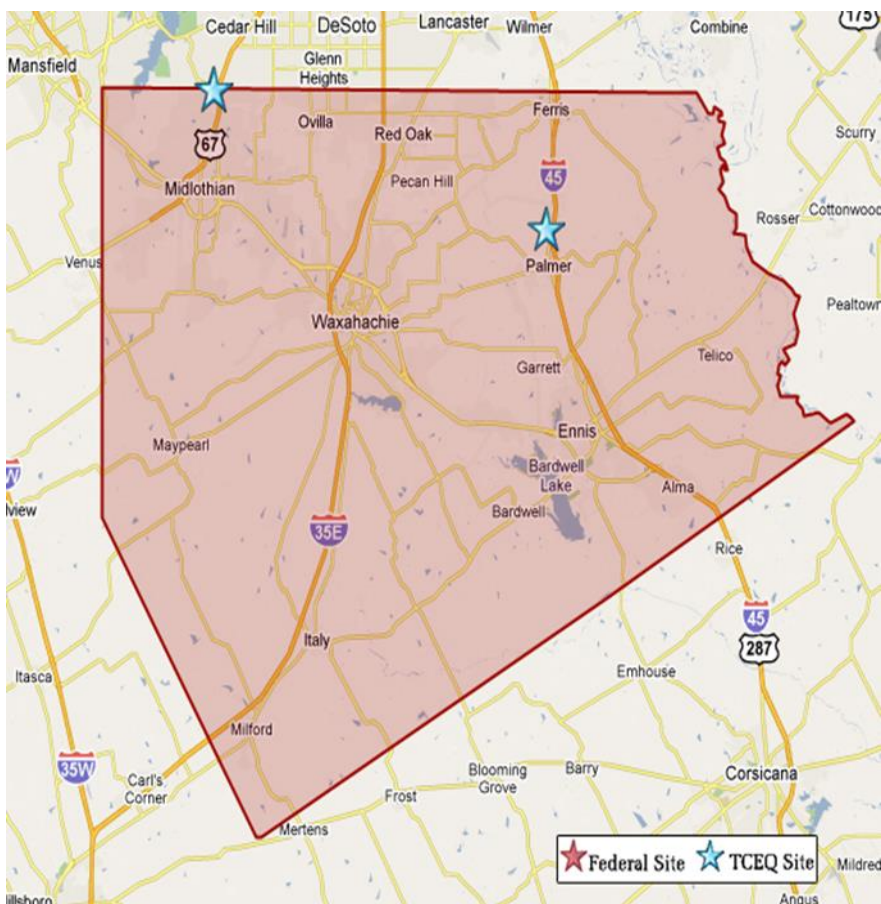 175
Cedar Hill
DeSoto
Lancaster
Wilmer
Combine
Mansfield
Glenn
Heights
Ovilla
Red Oak
Ferris
Scurry
67
Midlothian
Pecan Hill
45
Rosser
Cottonwood
Venus
Palmer
Pealtown
Waxahachie
Garrett
Telico
Maypearl
Ennis
Bardwell
Lake
Alma
Bardwell
35E
Rice
45
287
Italy
Emhouse
Itasca
Milford
35W
Carl's
Corner
Blooming
Grove
Barry
Corsicana
Frost
Mertens
Federal Site
TCEQ Site
Mildred
Angus